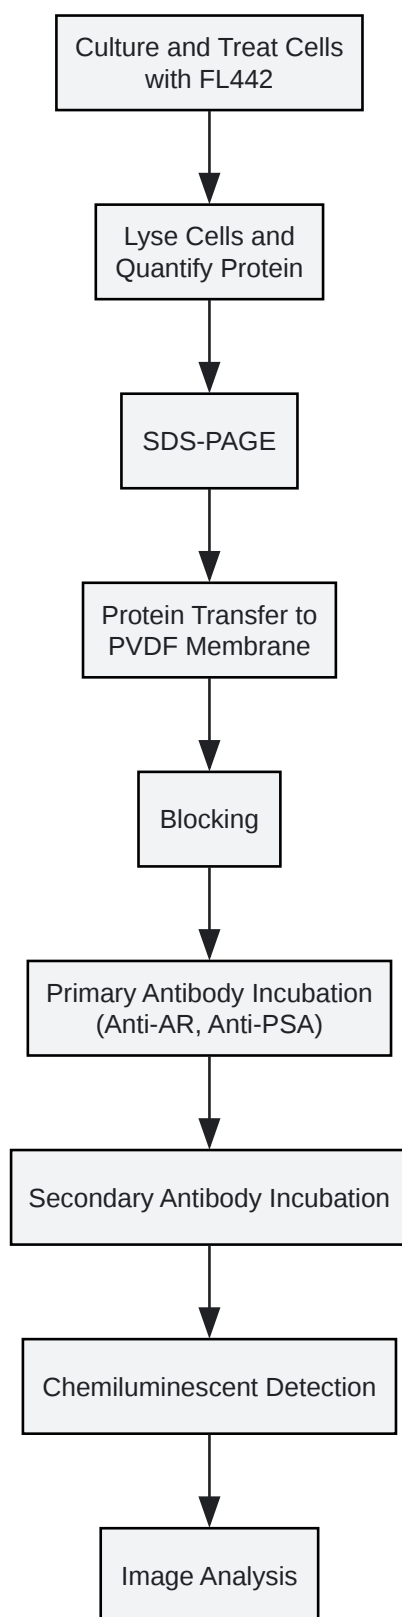 Culture and Treat Cells
with FL442
Lyse Cells and
Quantify Protein
SDS-PAGE
Protein Transfer to
PVDF Membrane
Blocking
Primary Antibody Incubation
(Anti-AR, Anti-PSA)
Secondary Antibody Incubation
Chemiluminescent Detection
Image Analysis